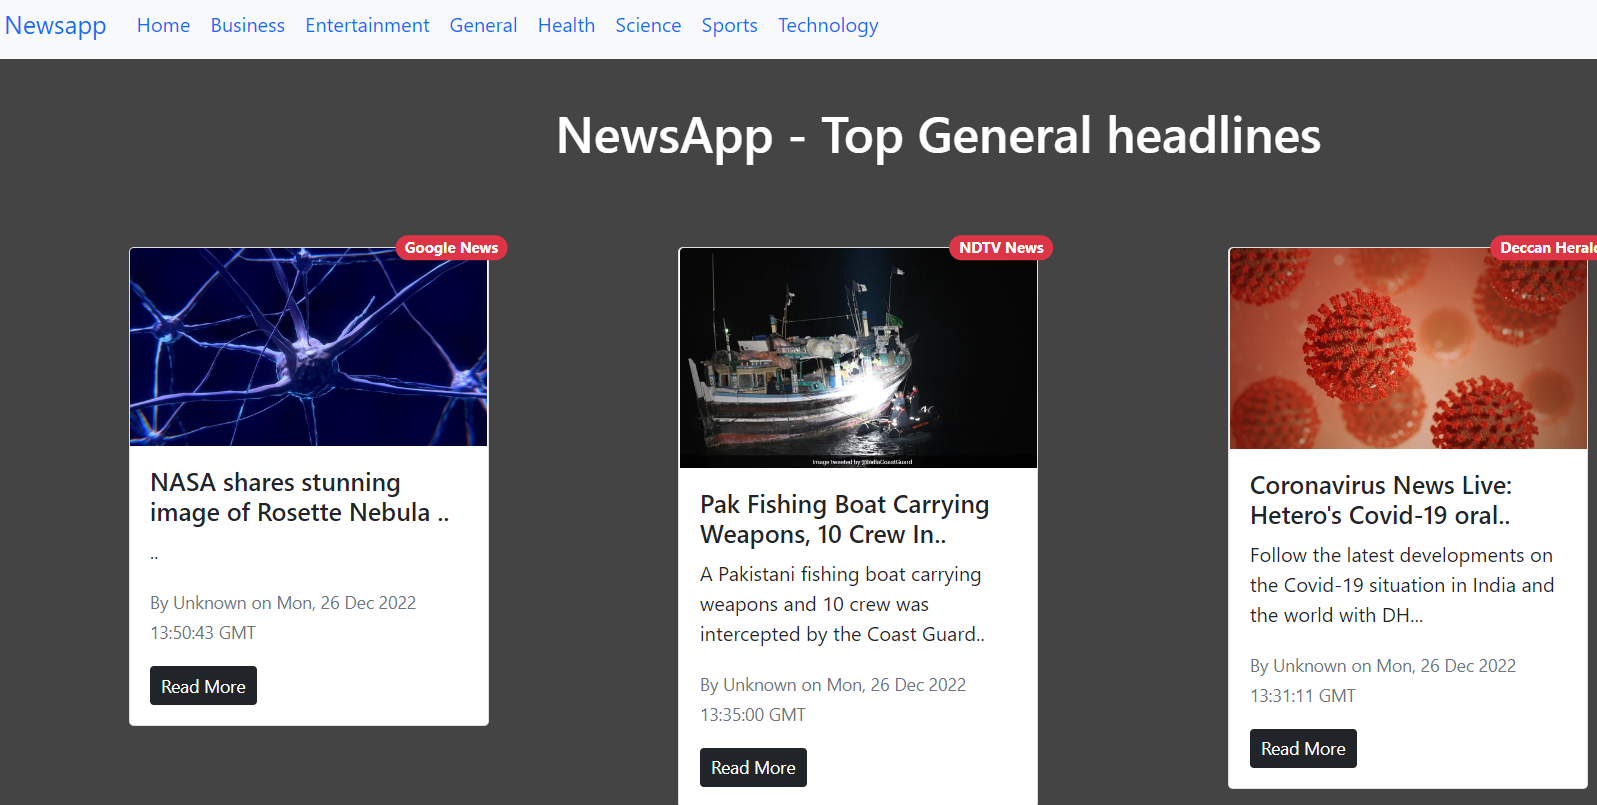 Newsapp Home Business Entertainment General Health Science Sports Technology
NewsApp - Top General headlines
Google News
NASA shares stunning
image of Rosette Nebula ..
..
By Unknown on Mon, 26 Dec 2022
13:50:43 GMT
Read More
NDTV News
Image tweeted by @IndiaCoastGuard
Pak Fishing Boat Carrying
Weapons, 10 Crew In..
A Pakistani fishing boat carrying
weapons and 10 crew was
intercepted by the Coast Guard..
By Unknown on Mon, 26 Dec 2022
13:35:00 GMT
Read More
Deccan Herald
Coronavirus News Live:
Hetero's Covid-19 oral..
Follow the latest developments on
the Covid-19 situation in India and
the world with DH...
By Unknown on Mon, 26 Dec 2022
13:31:11 GMT
Read More